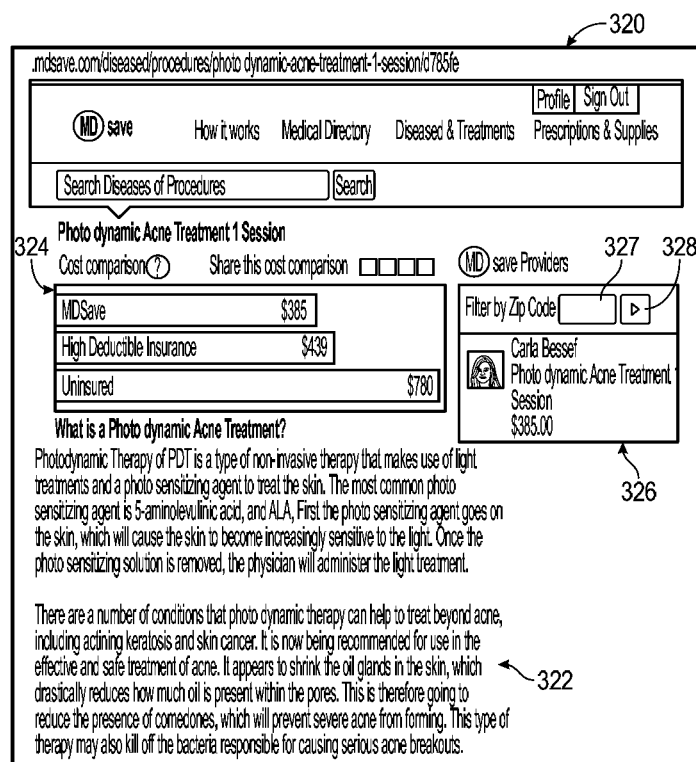 320
.mdsave.com/diseased/procedures/photo dynamic-acne-treatment-1-session/d785fe
Profile Sign Out
MD save How it works Medical Directory Diseased & Treatments Prescriptions & Supplies
Search Diseases of Procedures Search
Photo dynamic Acne Treatment 1 Session
324 Cost comparison ? Share this cost comparison MD save Providers 327 328
MDSave $385
High Deductible Insurance $439
Uninsured $780
Filter by Zip Code
Carla Bessef
Photo dynamic Acne Treatment 1
Session
$385.00
326
What is a Photo dynamic Acne Treatment?
Photodynamic Therapy of PDT is a type of non-invasive therapy that makes use of light
treatments and a photo sensitizing agent to treat the skin. The most common photo
sensitizing agent is 5-aminolevulinic acid, and ALA, First the photo sensitizing agent goes on
the skin, which will cause the skin to become increasingly sensitive to the light. Once the
photo sensitizing solution is removed, the physician will administer the light treatment.
There are a number of conditions that photo dynamic therapy can help to treat beyond acne,
including actining keratosis and skin cancer. It is now being recommended for use in the
effective and safe treatment of acne. It appears to shrink the oil glands in the skin, which
drastically reduces how much oil is present within the pores. This is therefore going to
reduce the presence of comedones, which will prevent severe acne from forming. This type of
therapy may also kill off the bacteria responsible for causing serious acne breakouts.
322